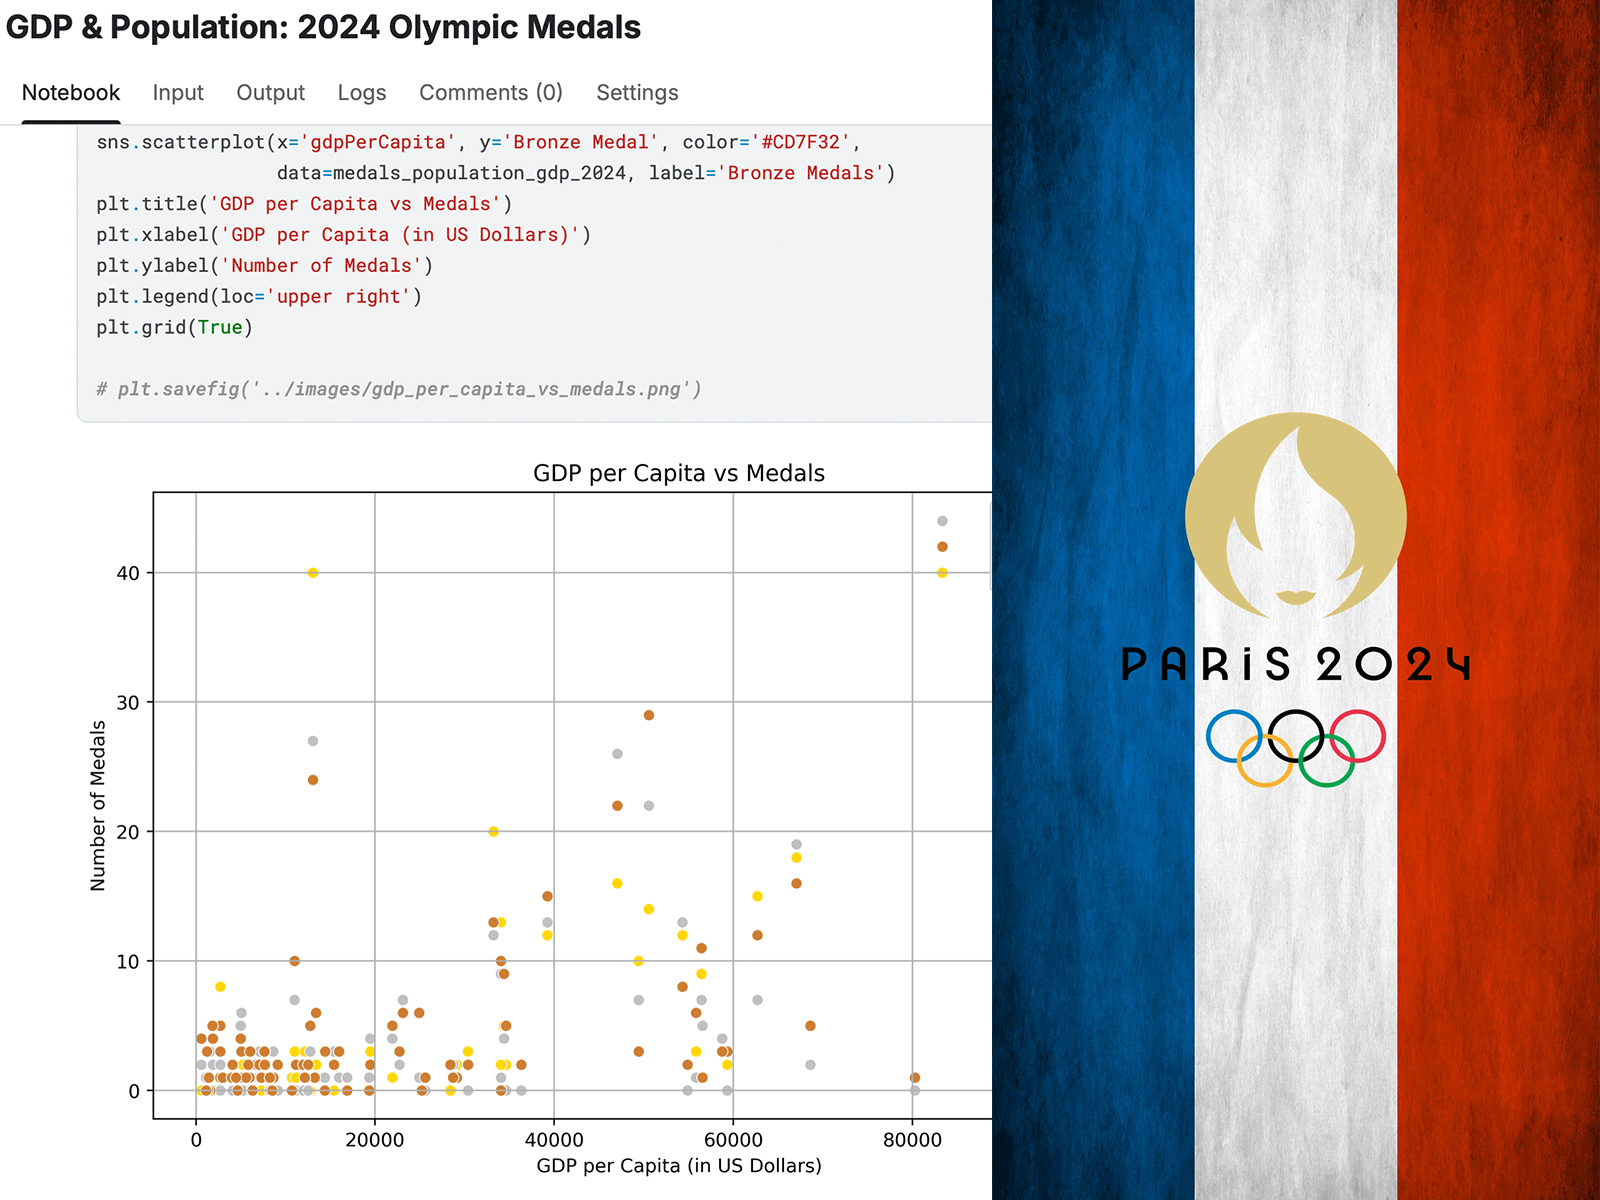 GDP & Population: 2024 Olympic Medals
Notebook Input Output Logs Comments (0) Settings
sns.scatterplot(x='gdpPerCapita', y='Bronze Medal', color='#CD7F32',
data=medals_population_gdp_2024, label='Bronze Medals')
plt.title('GDP per Capita vs Medals')
plt.xlabel('GDP per Capita (in US Dollars)')
plt.ylabel('Number of Medals')
plt.legend(loc='upper right')
plt.grid(True)
# plt.savefig('../images/gdp_per_capita_vs_medals.png')
GDP per Capita vs Medals
Number of Medals
40
30
20
10
0
0 20000 40000 60000 80000
GDP per Capita (in US Dollars)
PARiS 2024